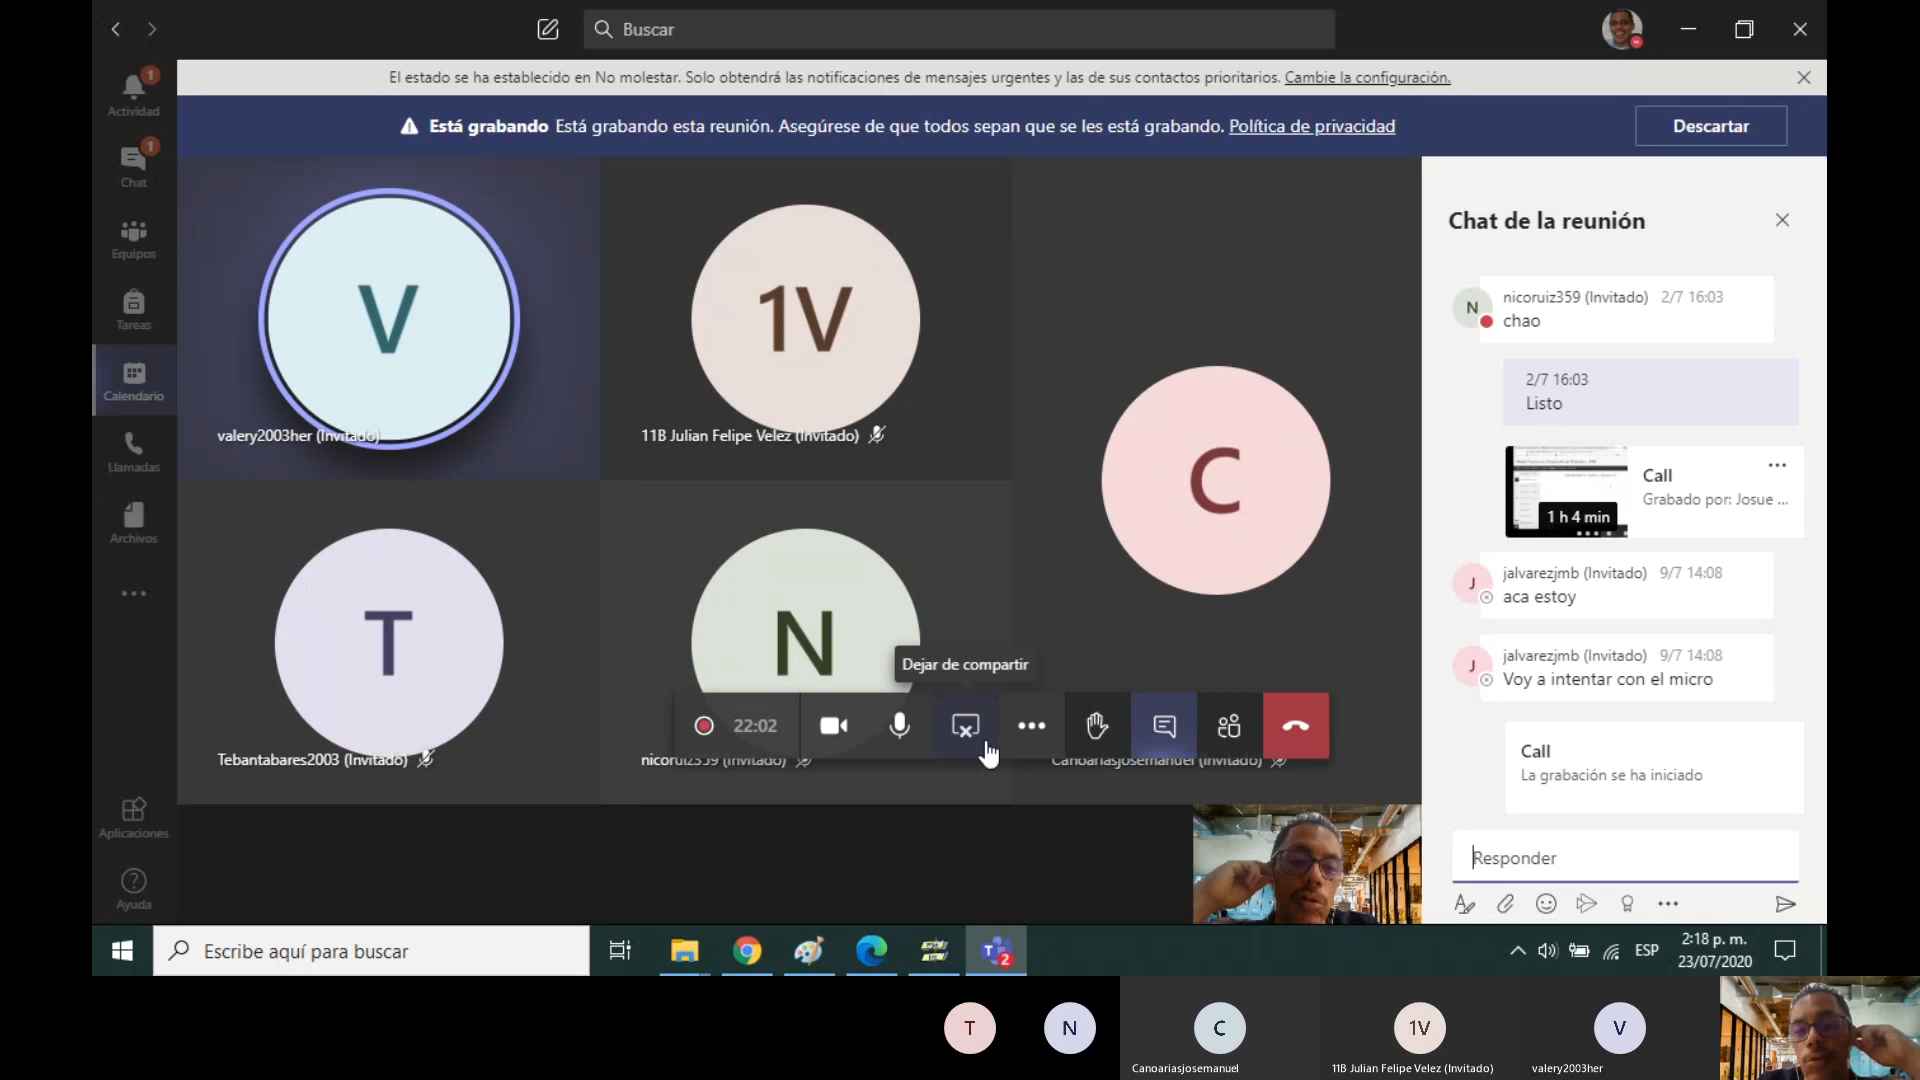 Buscar
El estado se ha establecido en No molestar. Solo obtendrá las notificaciones de mensajes urgentes y las de sus contactos prioritarios. Cambie la configuración.
Está grabando Está grabando esta reunión. Asegúrese de que todos sepan que se les está grabando. Política de privacidad
Descartar
1
Actividad
1
Chat
Equipos
Tareas
Calendario
Llamadas
Archivos
Aplicaciones
Ayuda
V
valery2003her (Invitado)
1V
11B Julian Felipe Velez (Invitado)
C
Canoariasjosemanuel (Invitado)
T
Tebantabares2003 (Invitado)
N
nicoruiz359 (Invitado)
Dejar de compartir
22:02
Chat de la reunión
N
nicoruiz359 (Invitado) 2/7 16:03
chao
2/7 16:03
Listo
1 h 4 min
Call
Grabado por: Josue ...
J
jalvarezjmb (Invitado) 9/7 14:08
aca estoy
J
jalvarezjmb (Invitado) 9/7 14:08
Voy a intentar con el micro
Call
La grabación se ha iniciado
Responder
Escribe aquí para buscar
T
2
ESP
2:18 p. m.
23/07/2020
T
N
C
Canoariasjosemanuel
1V
11B Julian Felipe Velez (Invitado)
V
valery2003her